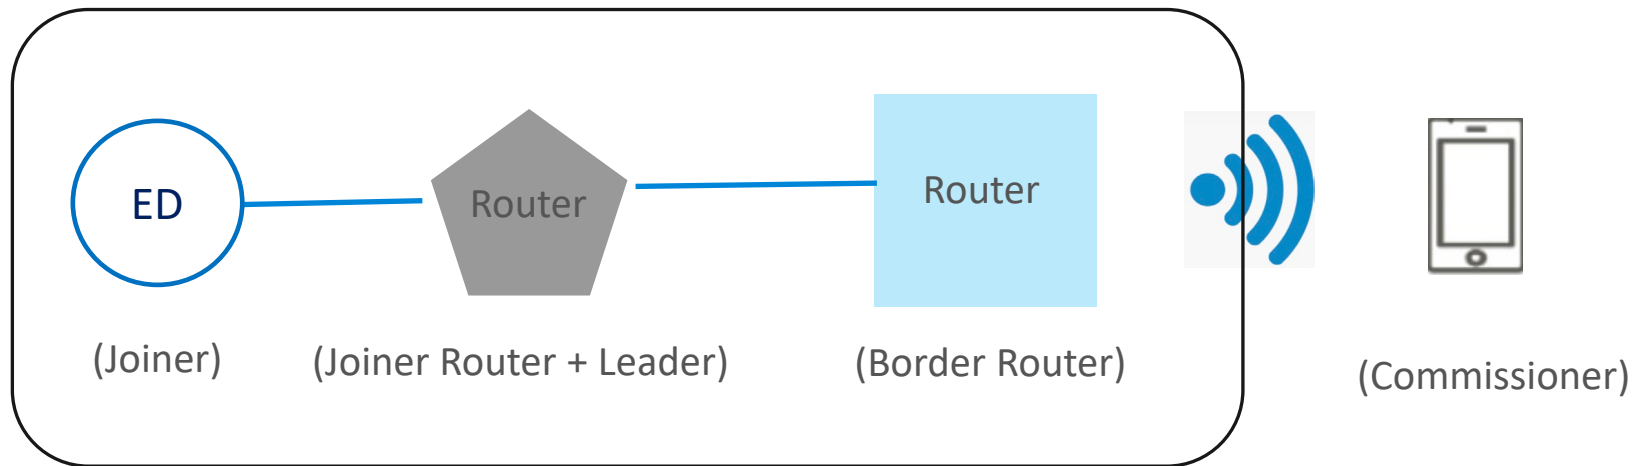 ED
Router
Router
(Joiner)
(Joiner Router + Leader)
(Border Router)
(Commissioner)